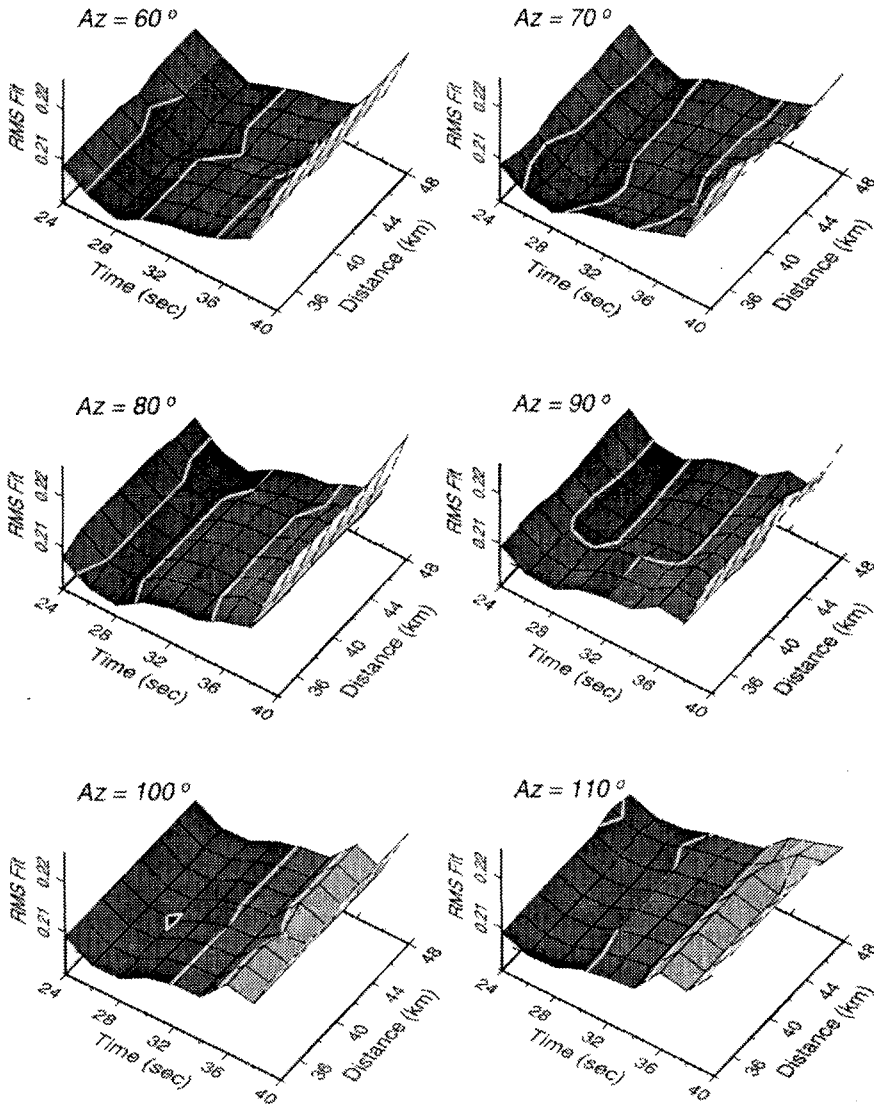 Az = 60 o
RMS Fit
0.22
0.21
24
28
32
36
40
Time (sec)
36
40
44
48
Distance (km)
Az = 70 o
RMS Fit
0.22
0.21
24
28
32
36
40
Time (sec)
36
40
44
48
Distance (km)
Az = 80 o
RMS Fit
0.22
0.21
24
28
32
36
40
Time (sec)
36
40
44
48
Distance (km)
Az = 90 o
RMS Fit
0.22
0.21
24
28
32
36
40
Time (sec)
36
40
44
48
Distance (km)
Az = 100 o
RMS Fit
0.22
0.21
24
28
32
36
40
Time (sec)
36
40
44
48
Distance (km)
Az = 110 o
RMS Fit
0.22
0.21
24
28
32
36
40
Time (sec)
36
40
44
48
Distance (km)